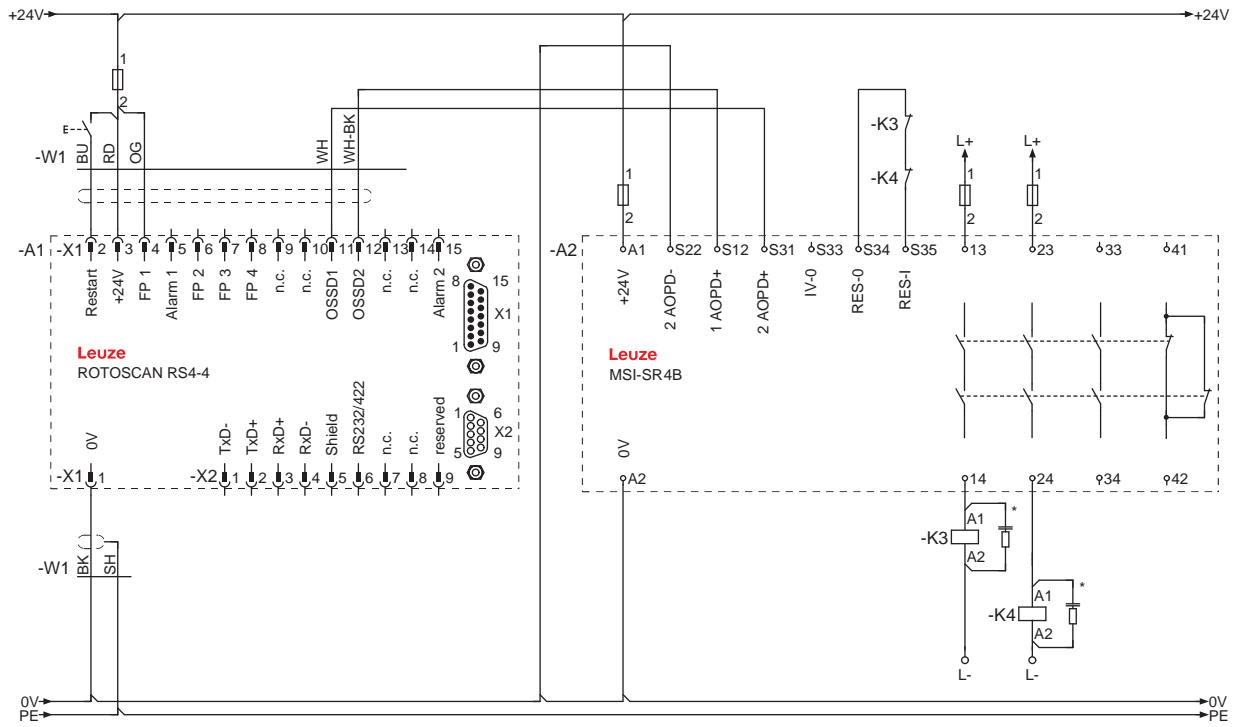 +24V +24V
1
2
E
-W1 BU RD OG WH WH-BK
-K3
-K4
L+ L+
1 1 1
2 2 2
-A1 -X1 2 3 4 5 6 7 8 9 10 11 12 13 14 15
Restart +24V FP 1 Alarm 1 FP 2 FP 3 FP 4 n.c. n.c. OSSD1 OSSD2 n.c. n.c. Alarm 2
8 15
X1
1 9
Leuze
ROTOSCAN RS4-4
1 6
X2
5 9
0V TxD- TxD+ RxD+ RxD- Shield RS232/422 n.c. n.c. reserved
-X1 1 -X2 1 2 3 4 5 6 7 8 9
-W1 BK SH
-A2 A1 S22 S12 S31 S33 S34 S35 13 23 33 41
+24V 2 AOPD- 1 AOPD+ 2 AOPD+ IV-0 RES-0 RES-I
Leuze
MSI-SR4B
0V
A2 14 24 34 42
-K3 A1 *
A2
-K4 A1 *
A2
L- L-
0V 0V
PE PE